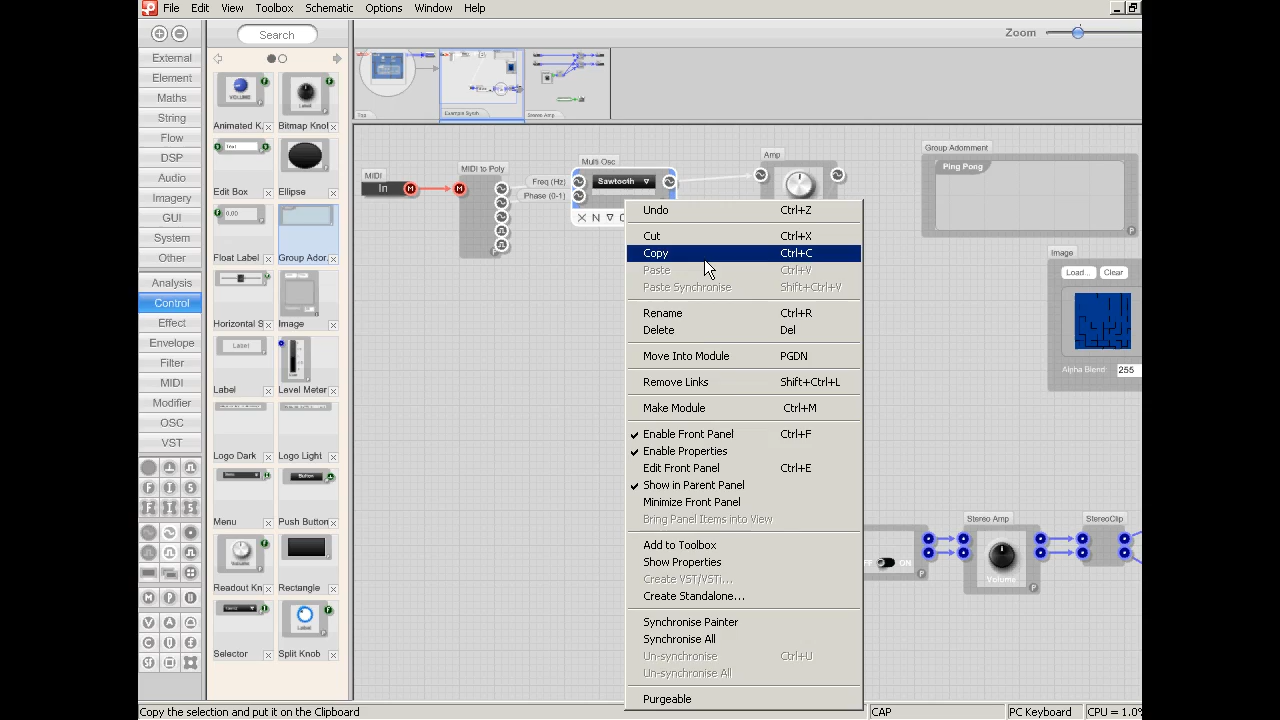 File Edit View Toolbox Schematic Options Window Help
Search
Zoom
External
Element
Maths
String
Flow
DSP
Audio
Imagery
GUI
System
Other
Analysis
Control
Effect
Envelope
Filter
MIDI
Modifier
OSC
VST
Animated K.
Bitmap Knol
Edit Box
Ellipse
Float Label
Group Ador.
Horizontal S
Image
Label
Level Meter
Logo Dark
Logo Light
Menu
Push Button
Readout Kn
Rectangle
Selector
Split Knob
Top
Example Synth
Stereo Amp
MIDI
In
MIDI to Poly
Multi Osc
Freq (Hz)
Phase (0-1)
Sawtooth
Amp
Group Adornment
Ping Pong
Image
Load... Clear
Alpha Blend: 255
Stereo Amp
Volume
StereoClip
ON
Undo Ctrl+Z
Cut Ctrl+X
Copy Ctrl+C
Paste Ctrl+V
Paste Synchronise Shift+Ctrl+V
Rename Ctrl+R
Delete Del
Move Into Module PGDN
Remove Links Shift+Ctrl+L
Make Module Ctrl+M
Enable Front Panel Ctrl+F
Enable Properties
Edit Front Panel Ctrl+E
Show in Parent Panel
Minimize Front Panel
Bring Panel Items into View
Add to Toolbox
Show Properties
Create VST/VSTi...
Create Standalone...
Synchronise Painter
Synchronise All
Un-synchronise Ctrl+U
Un-synchronise All
Purgeable
Copy the selection and put it on the Clipboard
CAP
PC Keyboard
CPU = 1.0%